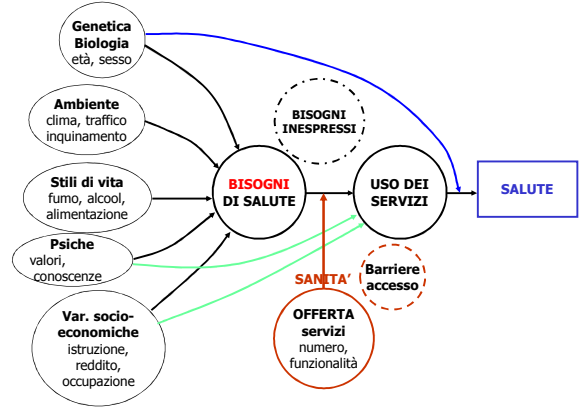 Genetica
Biologia
età, sesso
Ambiente
clima, traffico
inquinamento
Stili di vita
fumo, alcool,
alimentazione
Psiche
valori,
conoscenze
Var. socio-
economiche
istruzione,
reddito,
occupazione
BISOGNI
DI SALUTE
BISOGNI
INESPRESSI
USO DEI
SERVIZI
SALUTE
SANITA’
Barriere
accesso
OFFERTA
servizi
numero,
funzionalità